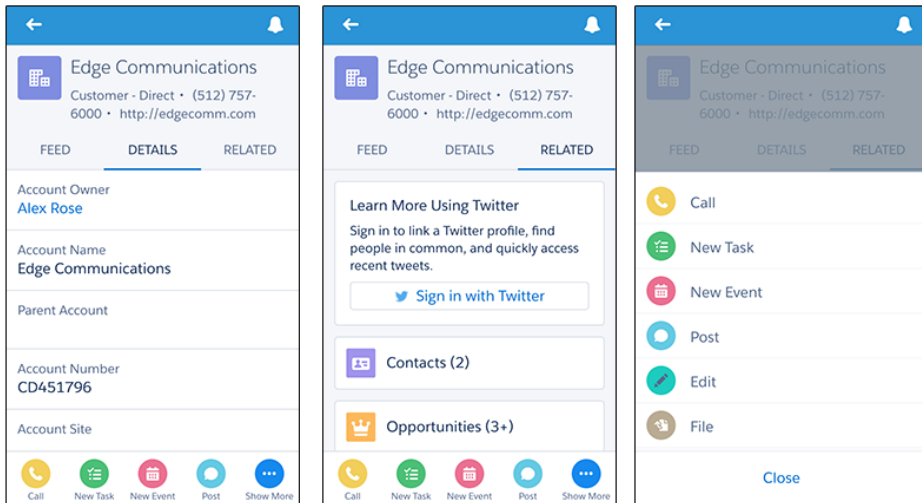 Edge Communications
Customer - Direct • (512) 757-
6000 • http://edgecomm.com
FEED DETAILS RELATED
Account Owner
Alex Rose
Account Name
Edge Communications
Parent Account
Account Number
CD451796
Account Site
Call New Task New Event Post Show More
Edge Communications
Customer - Direct • (512) 757-
6000 • http://edgecomm.com
FEED DETAILS RELATED
Learn More Using Twitter
Sign in to link a Twitter profile, find
people in common, and quickly access
recent tweets.
Sign in with Twitter
Contacts (2)
Opportunities (3+)
Call New Task New Event Post Show More
Edge Communications
Customer - Direct • (512) 757-
6000 • http://edgecomm.com
FEED DETAILS RELATED
Call
New Task
New Event
Post
Edit
File
Close